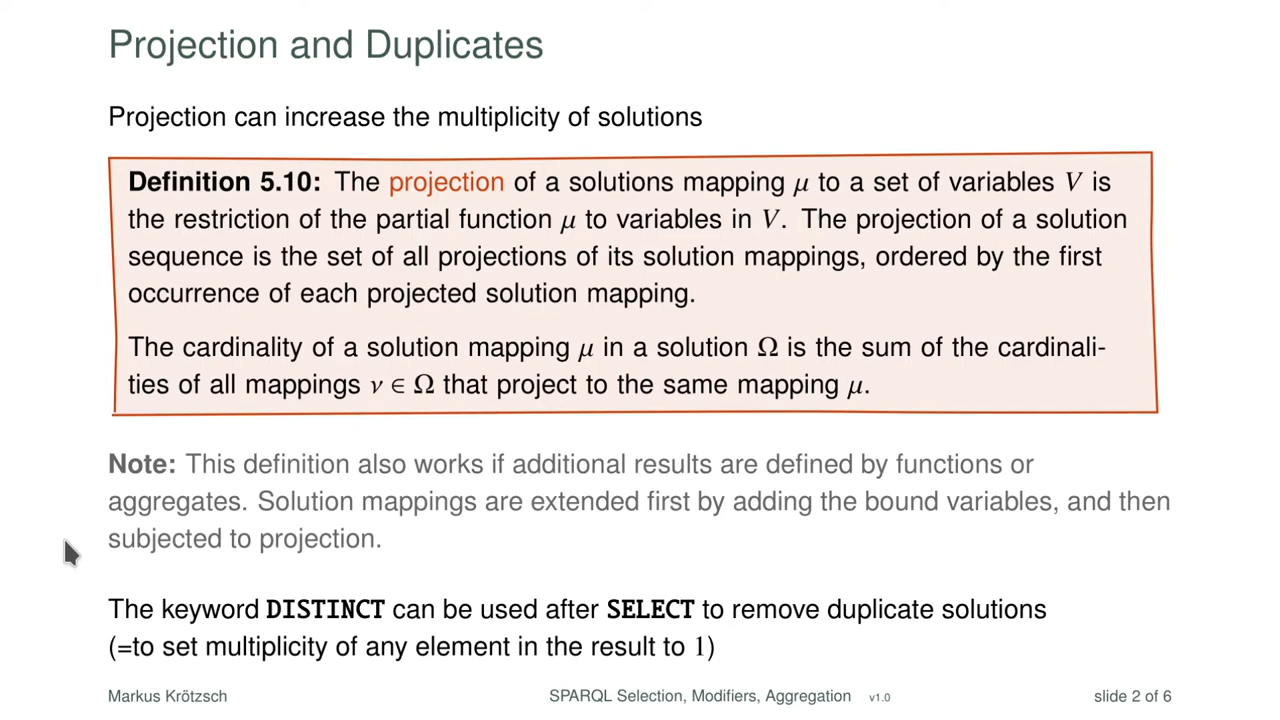 Projection and Duplicates
Projection can increase the multiplicity of solutions
Definition 5.10: The projection of a solutions mapping μ to a set of variables V is
the restriction of the partial function μ to variables in V. The projection of a solution
sequence is the set of all projections of its solution mappings, ordered by the first
occurrence of each projected solution mapping.
The cardinality of a solution mapping μ in a solution Ω is the sum of the cardinali-
ties of all mappings ν ∈ Ω that project to the same mapping μ.
Note: This definition also works if additional results are defined by functions or
aggregates. Solution mappings are extended first by adding the bound variables, and then
subjected to projection.
The keyword DISTINCT can be used after SELECT to remove duplicate solutions
(=to set multiplicity of any element in the result to 1)
Markus Krötzsch SPARQL Selection, Modifiers, Aggregation v1.0 slide 2 of 6